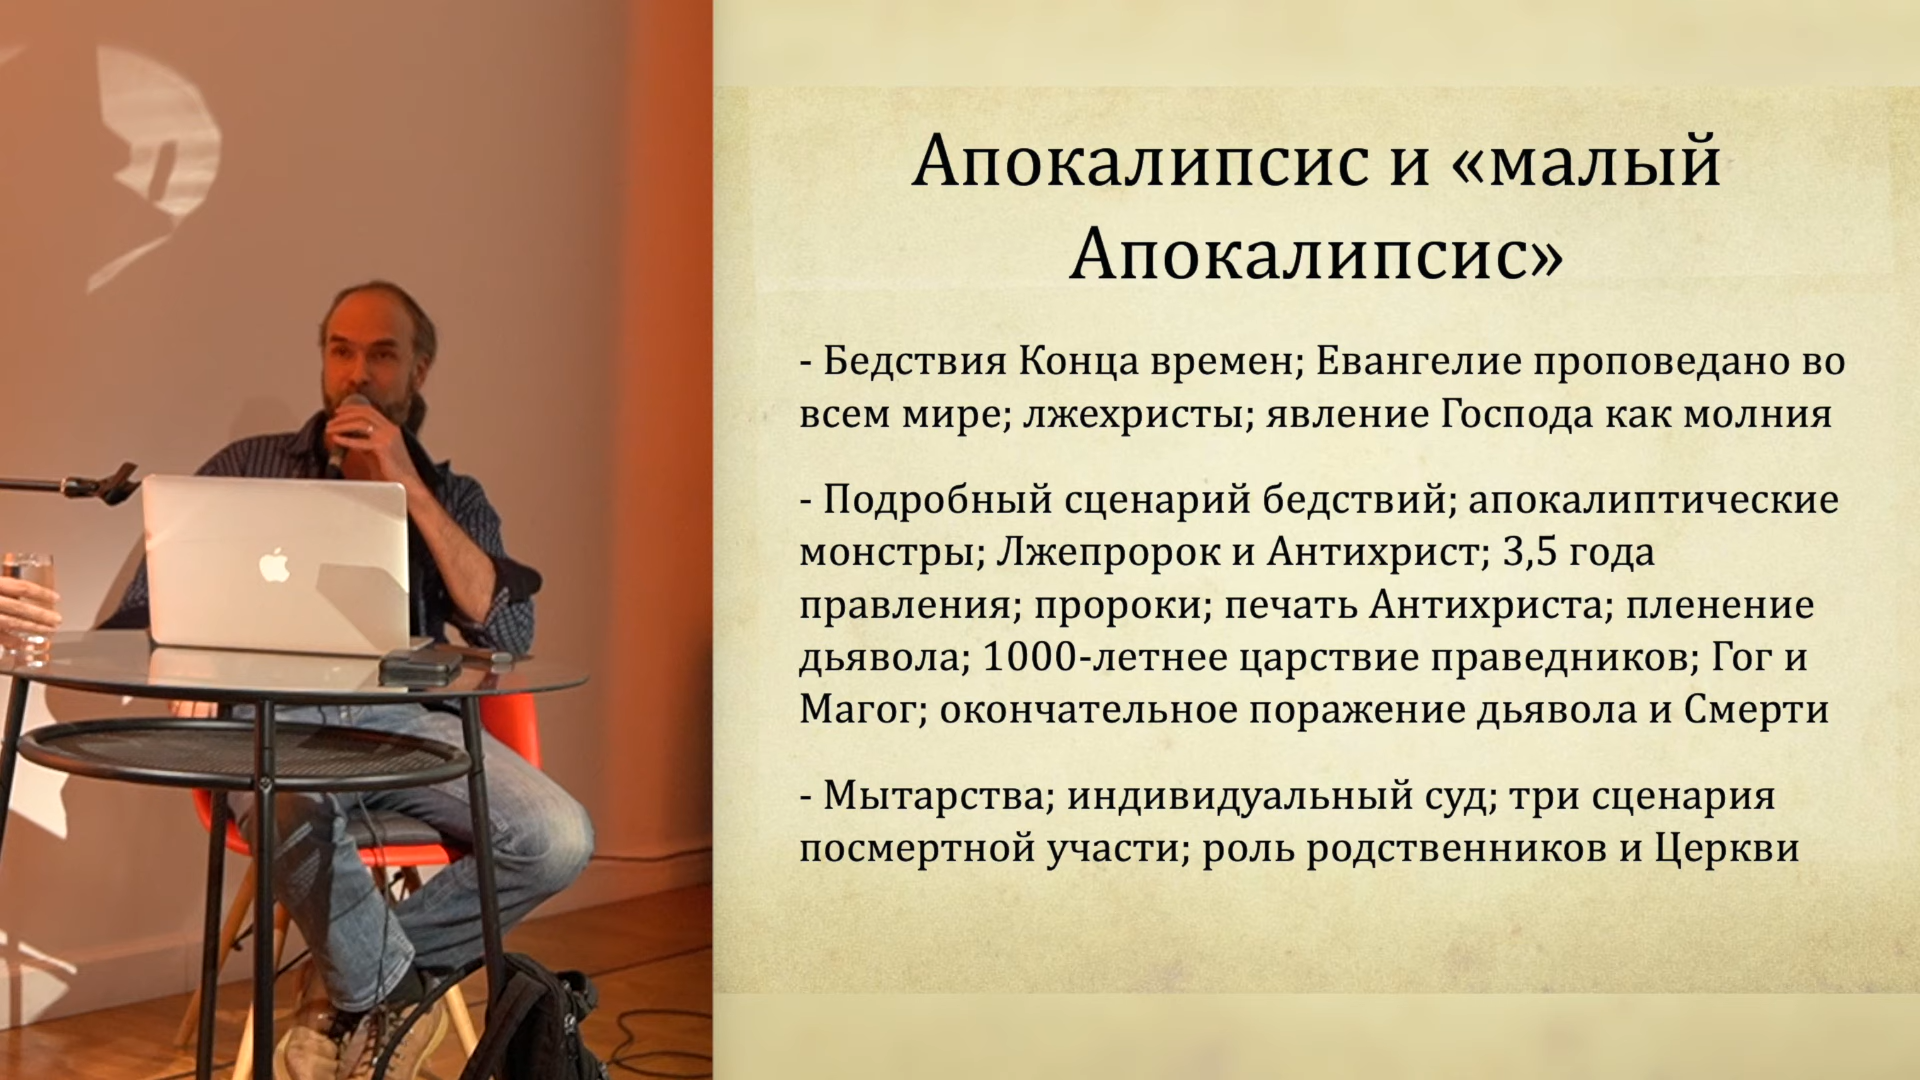 Апокалипсис и «малый
Апокалипсис»
- Бедствия Конца времен; Евангелие проповедано во
всем мире; лжехристы; явление Господа как молния
- Подробный сценарий бедствий; апокалиптические
монстры; Лжепророк и Антихрист; 3,5 года
правления; пророки; печать Антихриста; пленение
дьявола; 1000-летнее царствие праведников; Гог и
Магог; окончательное поражение дьявола и Смерти
- Мытарства; индивидуальный суд; три сценария
посмертной участи; роль родственников и Церкви